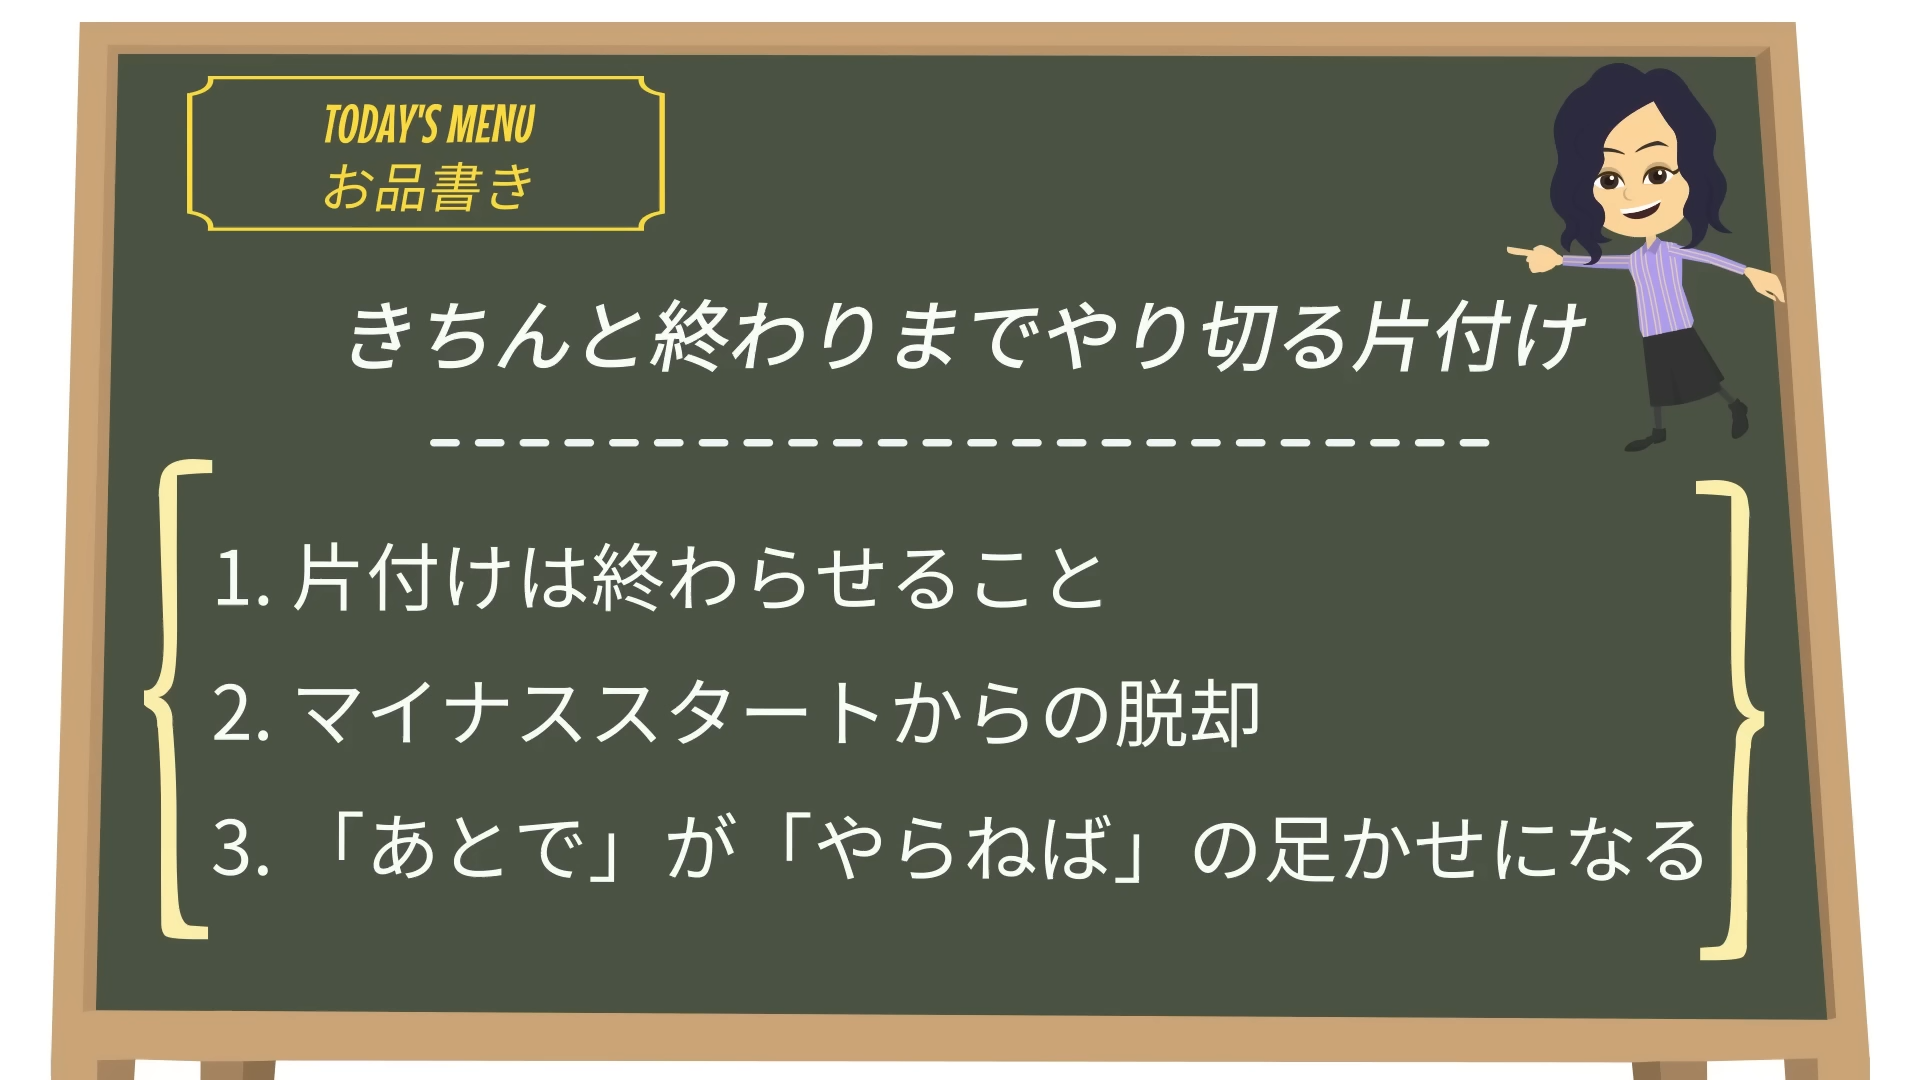 TODAY'S MENU
お品書き
きちんと終わりまでやり切る片付け
1. 片付けは終わらせること
2. マイナススタートからの脱却
3. 「あとで」が「やらねば」の足かせになる